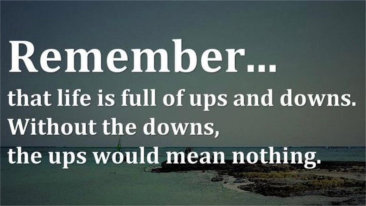 Remember...
that life is full of ups and downs.
Without the downs,
the ups would mean nothing.